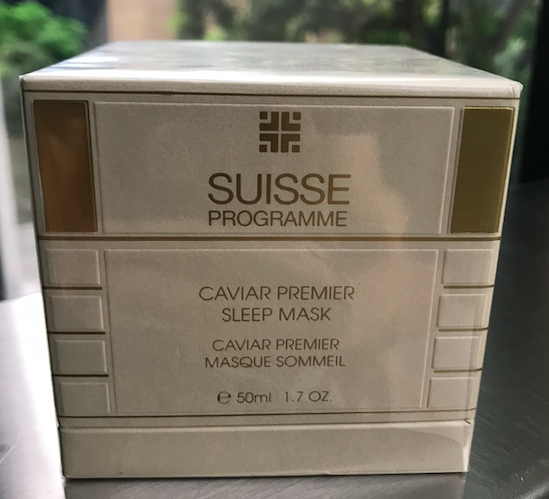 SUISSE
PROGRAMME
CAVIAR PREMIER
SLEEP MASK
CAVIAR PREMIER
MASQUE SOMMEIL
℮ 50ml 1.7 OZ.